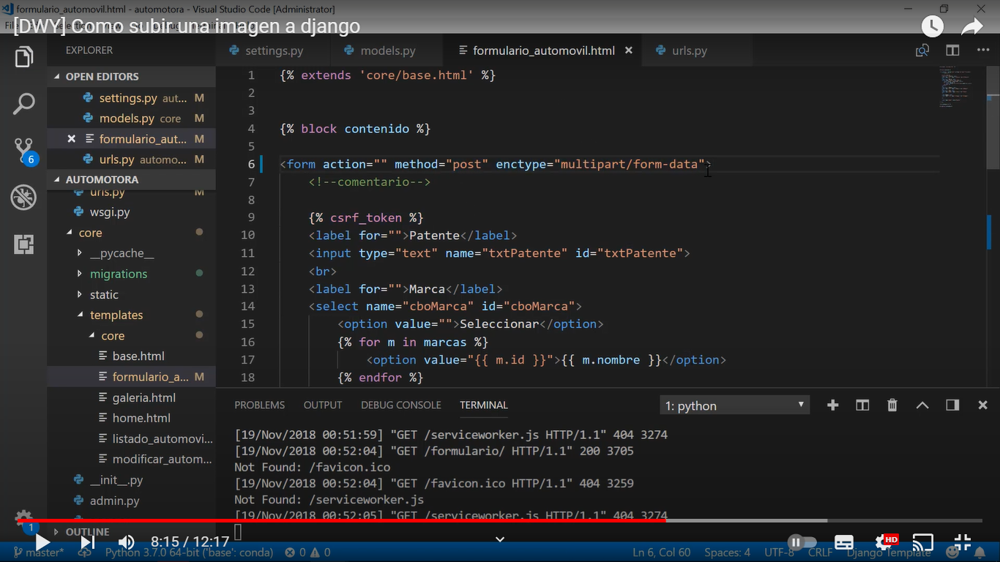 formulario_automovil.html - automotora - Visual Studio Code [Administrator]
[DWY] Como subir una imagen a django
EXPLORER
OPEN EDITORS
settings.py aut... M
models.py core M
formulario_aut... M
urls.py automo... M
AUTOMOTORA
urls.py M
wsgi.py
core
__pycache__
migrations
static
templates
core
base.html
formulario_a... M
galeria.html
home.html
listado_automovi...
modificar_autom...
__init__.py
admin.py
OUTLINE
6
1
settings.py models.py formulario_automovil.html urls.py
1 {% extends 'core/base.html' %}
2
3
4 {% block contenido %}
5
6 <form action="" method="post" enctype="multipart/form-data">
7 <!--comentario-->
8
9 {% csrf_token %}
10 <label for="">Patente</label>
11 <input type="text" name="txtPatente" id="txtPatente">
12 <br>
13 <label for="">Marca</label>
14 <select name="cboMarca" id="cboMarca">
15 <option value="">Seleccionar</option>
16 {% for m in marcas %}
17 <option value="{{ m.id }}">{{ m.nombre }}</option>
18 {% endfor %}
PROBLEMS OUTPUT DEBUG CONSOLE TERMINAL 1: python
[19/Nov/2018 00:51:59] "GET /serviceworker.js HTTP/1.1" 404 3274
[19/Nov/2018 00:52:04] "GET /formulario/ HTTP/1.1" 200 3705
Not Found: /favicon.ico
[19/Nov/2018 00:52:04] "GET /favicon.ico HTTP/1.1" 404 3259
Not Found: /serviceworker.js
[19/Nov/2018 00:52:05] "GET /serviceworker.js HTTP/1.1" 404 3274
8:15 / 12:17
HD
master* Python 3.7.0 64-bit ('base': conda) 0 0 Ln 6, Col 60 Spaces: 4 UTF-8 CRLF Django Template